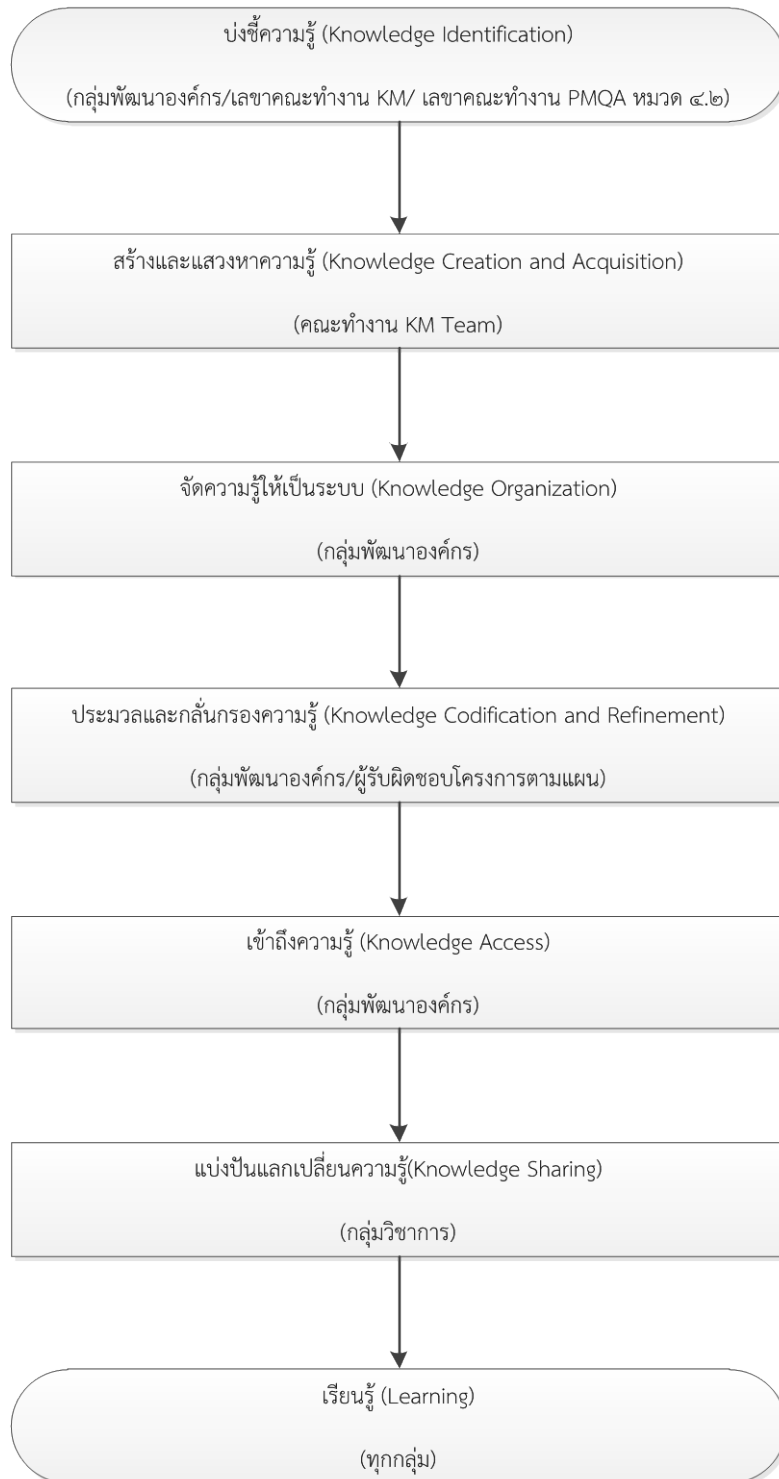 บ่งชี้ความรู้ (Knowledge Identification)
(กลุ่มพัฒนาองค์กร/เลขาคณะทำงาน KM/ เลขาคณะทำงาน PMQA หมวด ๔.๒)
สร้างและแสวงหาความรู้ (Knowledge Creation and Acquisition)
(คณะทำงาน KM Team)
จัดความรู้ให้เป็นระบบ (Knowledge Organization)
(กลุ่มพัฒนาองค์กร)
ประมวลและกลั่นกรองความรู้ (Knowledge Codification and Refinement)
(กลุ่มพัฒนาองค์กร/ผู้รับผิดชอบโครงการตามแผน)
เข้าถึงความรู้ (Knowledge Access)
(กลุ่มพัฒนาองค์กร)
แบ่งปันแลกเปลี่ยนความรู้(Knowledge Sharing)
(กลุ่มวิชาการ)
เรียนรู้ (Learning)
(ทุกกลุ่ม)